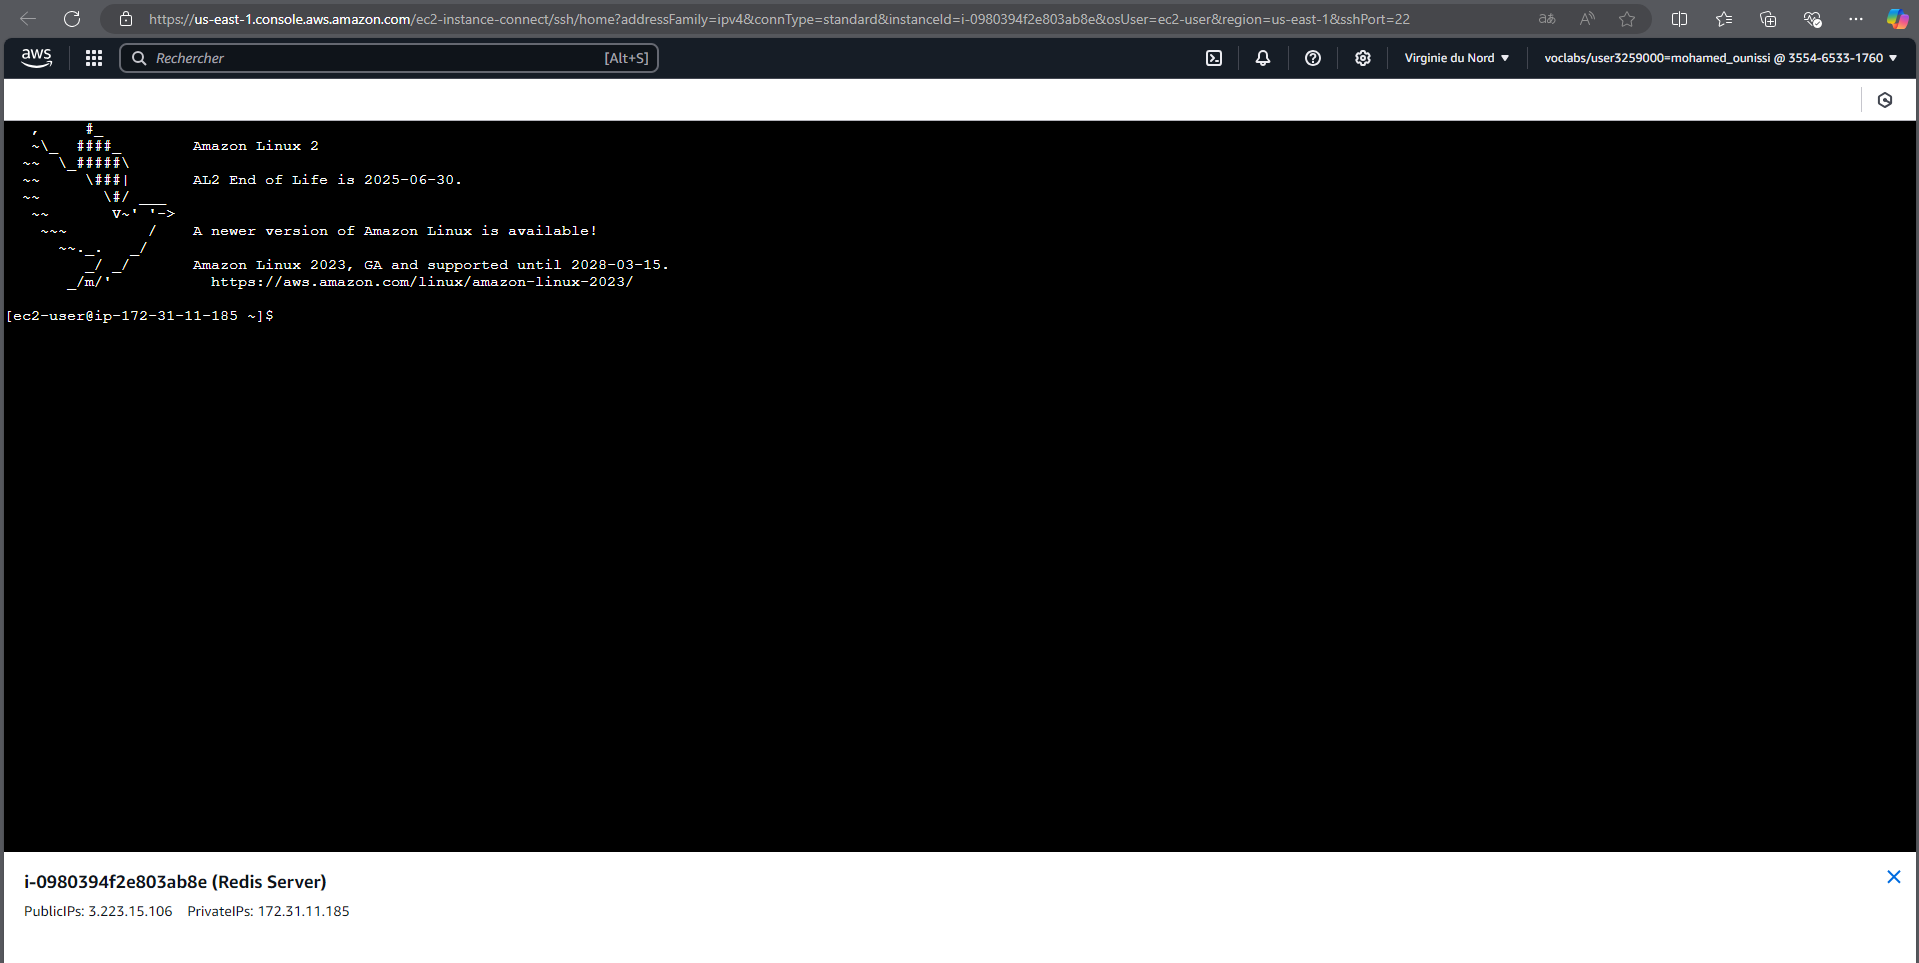 https://us-east-1.console.aws.amazon.com/ec2-instance-connect/ssh/home?addressFamily=ipv4&connType=standard&instanceId=i-0980394f2e803ab8e&osUser=ec2-user&region=us-east-1&sshPort=22
aws
Rechercher [Alt+S]
Virginie du Nord
voclabs/user3259000=mohamed_ounissi @ 3554-6533-1760
   ,     #_
   ~\_  ####_        Amazon Linux 2
  ~~  \_#####\
  ~~     \###|       AL2 End of Life is 2025-06-30.
  ~~       \#/ ___
   ~~       V~' '->
    ~~~         /    A newer version of Amazon Linux is available!
      ~~._.   _/
         _/ _/       Amazon Linux 2023, GA and supported until 2028-03-15.
       _/m/'           https://aws.amazon.com/linux/amazon-linux-2023/
[ec2-user@ip-172-31-11-185 ~]$
i-0980394f2e803ab8e (Redis Server)
PublicIPs: 3.223.15.106 PrivateIPs: 172.31.11.185